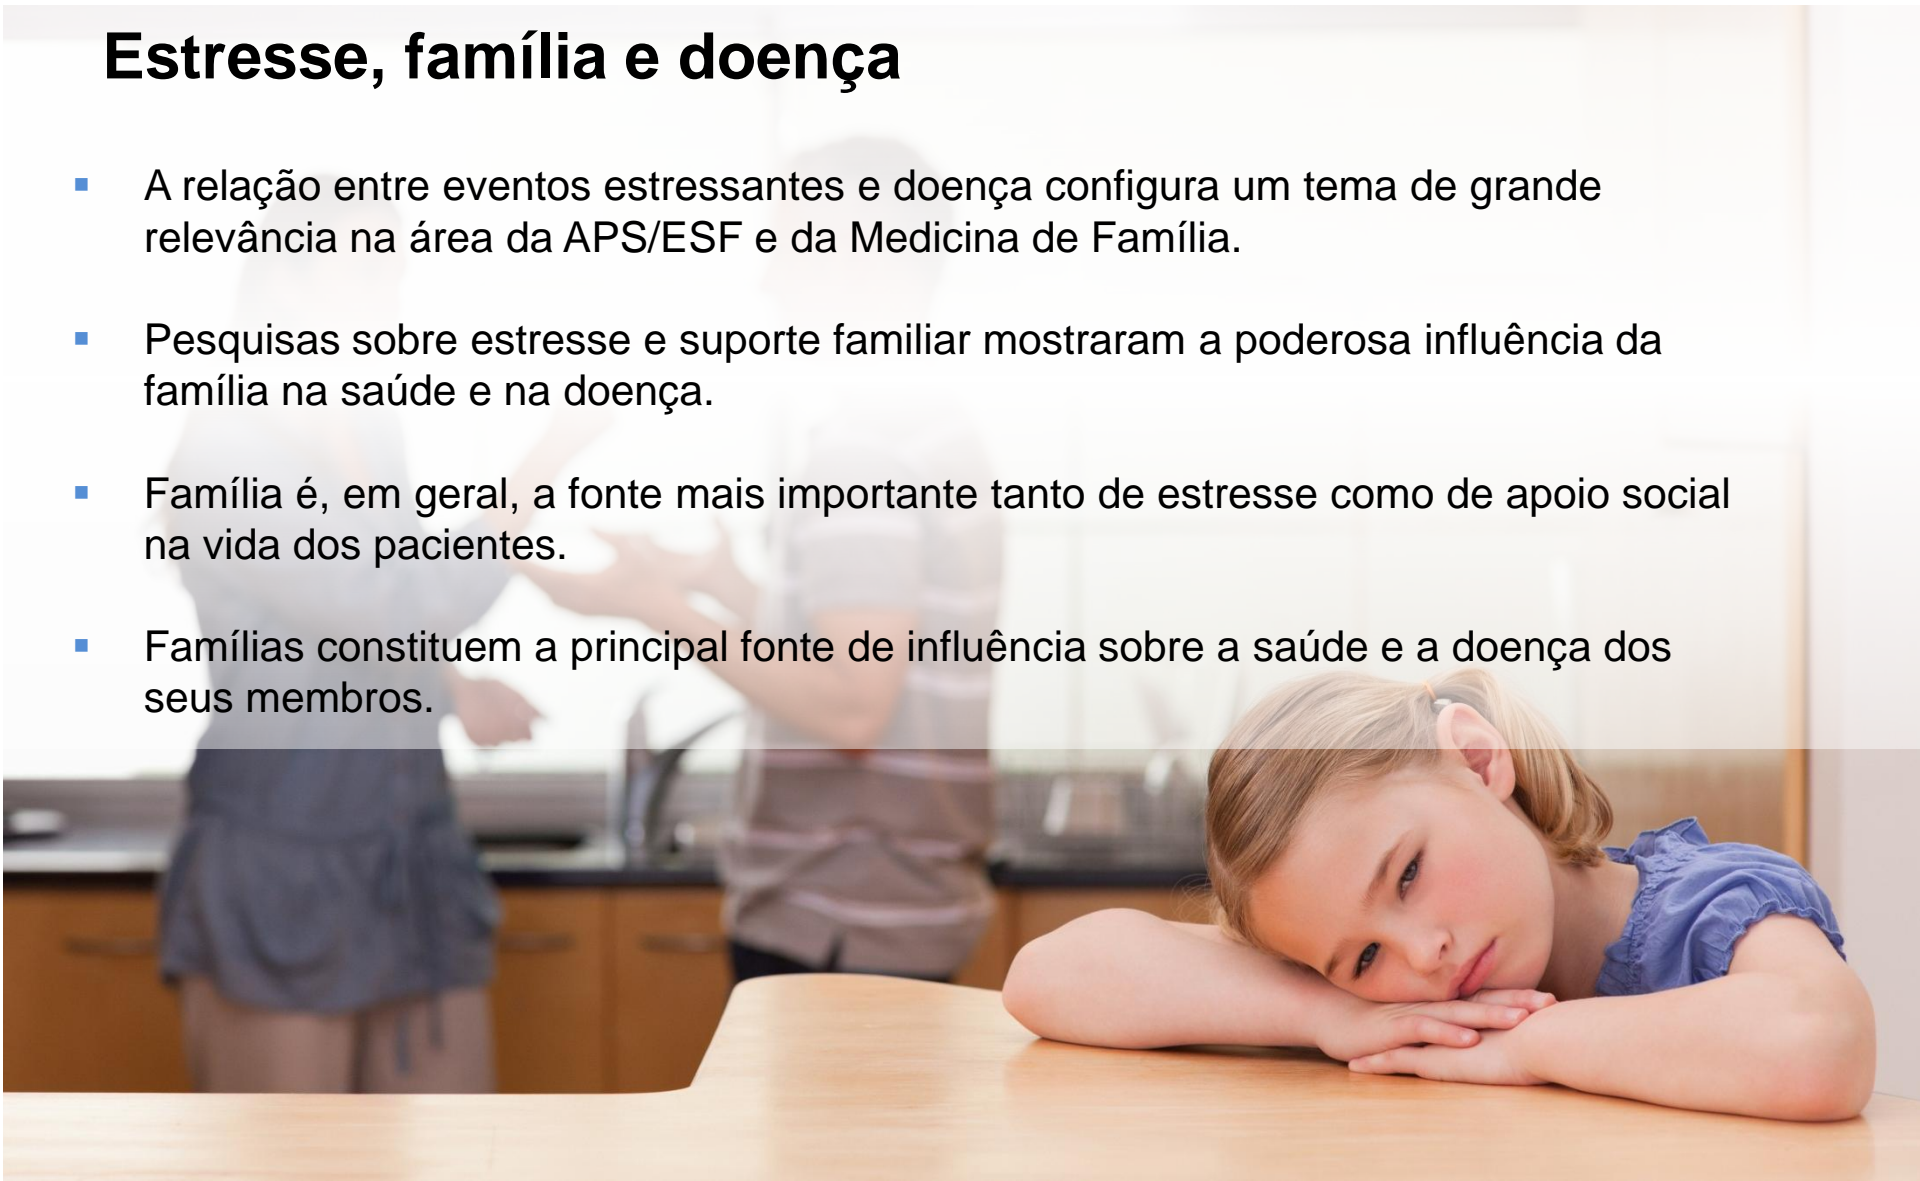 Estresse, família e doença
▪ A relação entre eventos estressantes e doença configura um tema de grande
relevância na área da APS/ESF e da Medicina de Família.
▪ Pesquisas sobre estresse e suporte familiar mostraram a poderosa influência da
família na saúde e na doença.
▪ Família é, em geral, a fonte mais importante tanto de estresse como de apoio social
na vida dos pacientes.
▪ Famílias constituem a principal fonte de influência sobre a saúde e a doença dos
seus membros.